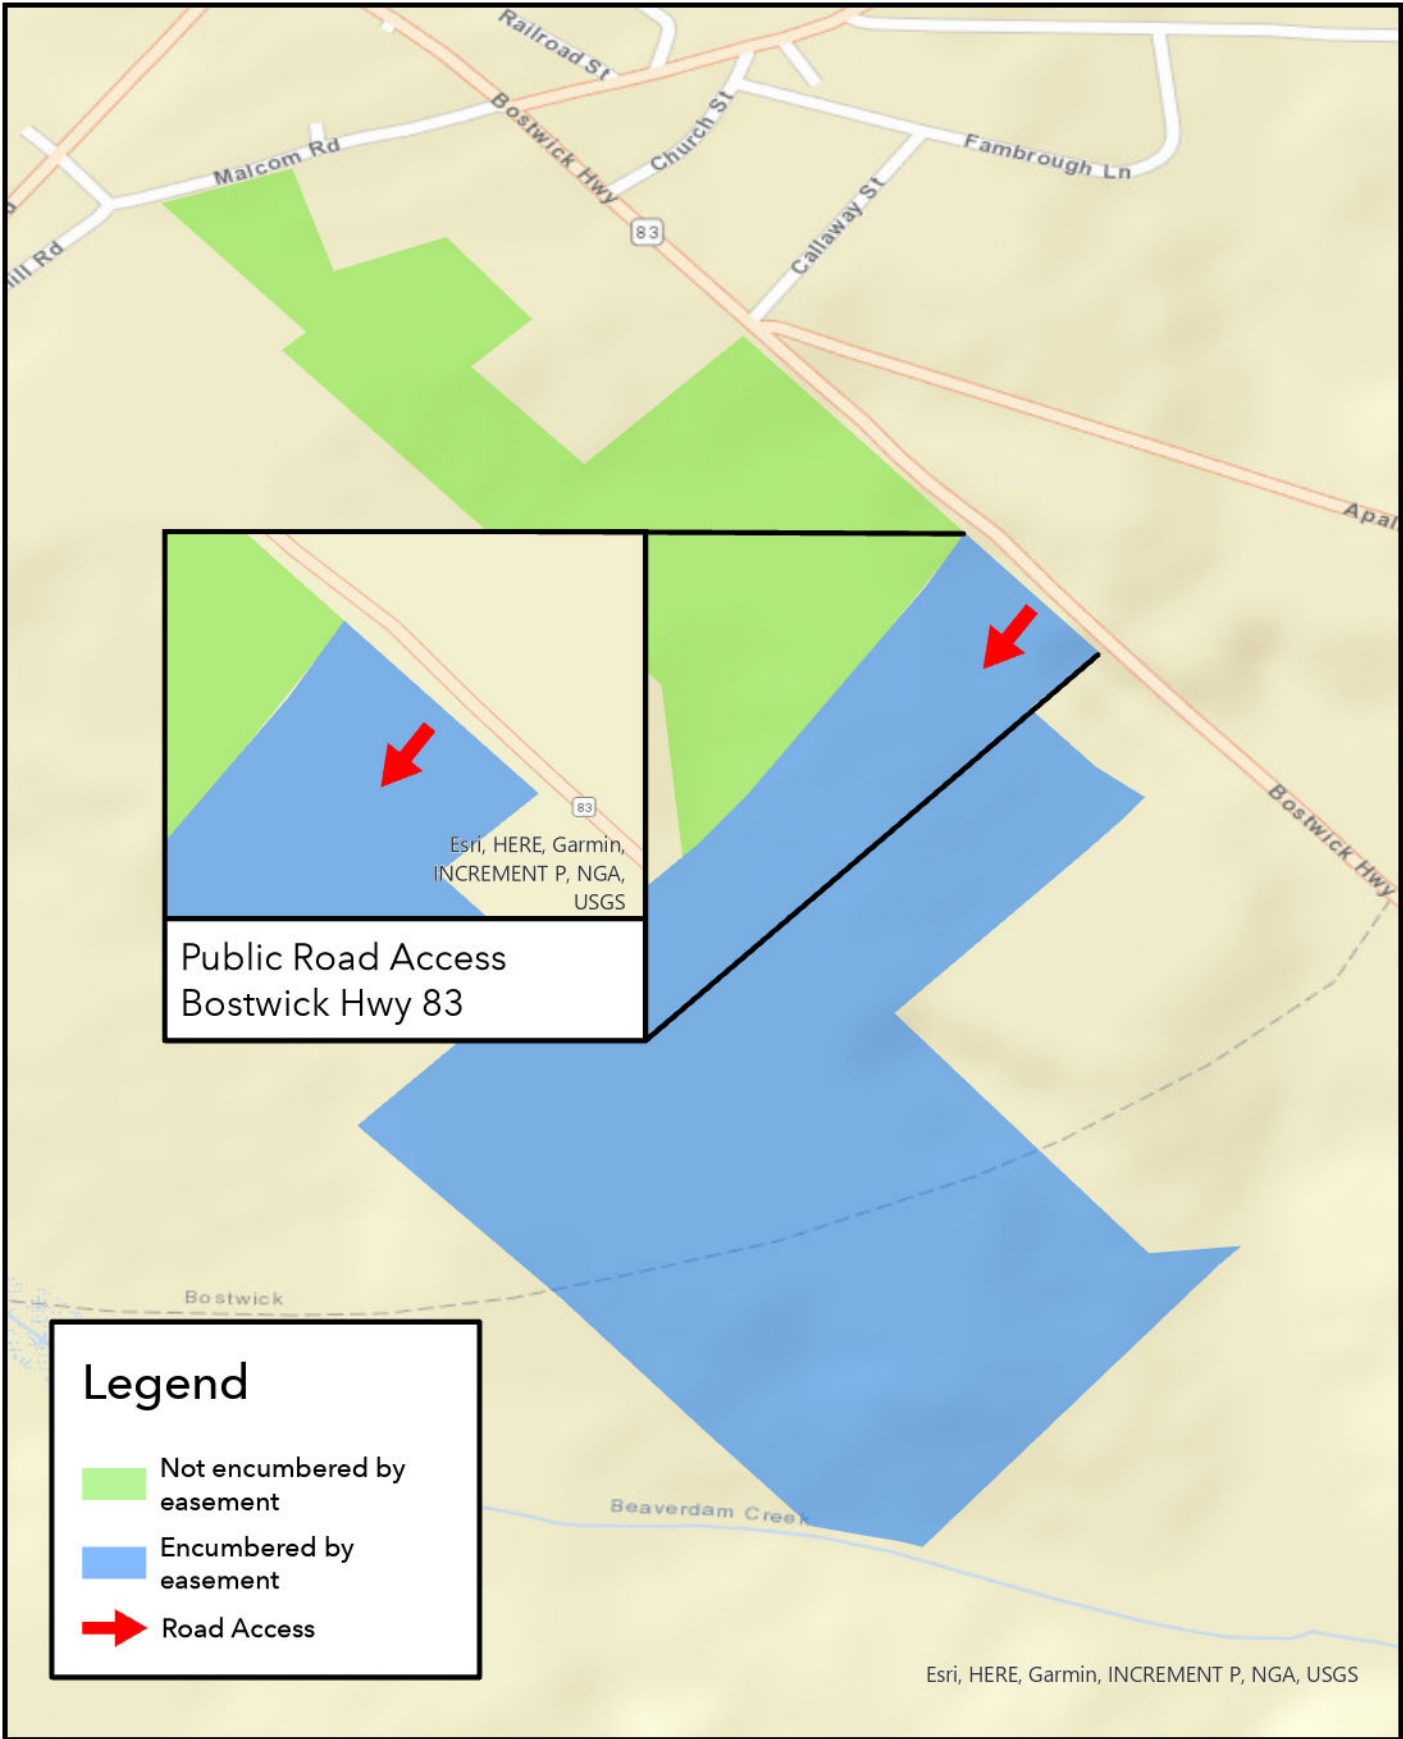 Railroad St
Bostwick Hwy
Church St
Malcom Rd
Fambrough Ln
Callaway St
83
ill Rd
Apal
Bostwick Hwy
83
Esri, HERE, Garmin,
INCREMENT P, NGA,
USGS
Public Road Access
Bostwick Hwy 83
Bostwick
Legend
Not encumbered by
easement
Encumbered by
easement
Road Access
Beaverdam Creek
Esri, HERE, Garmin, INCREMENT P, NGA, USGS